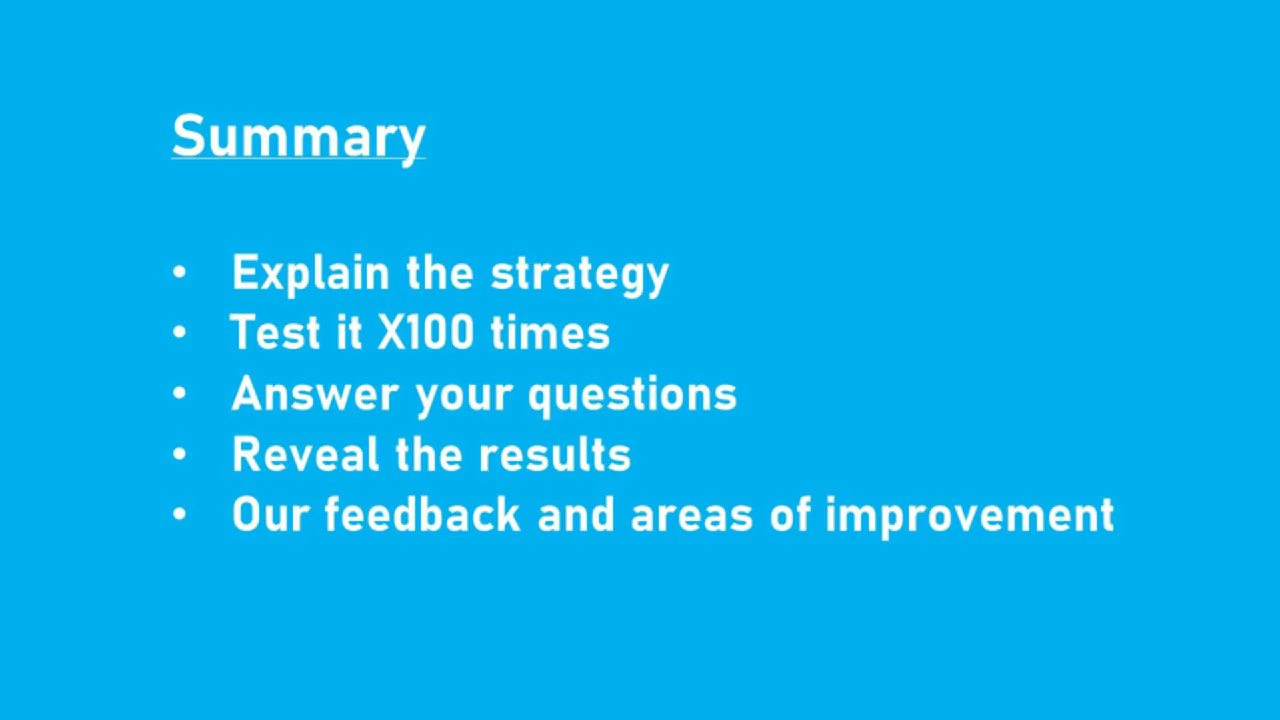 Summary
• Explain the strategy
• Test it X100 times
• Answer your questions
• Reveal the results
• Our feedback and areas of improvement